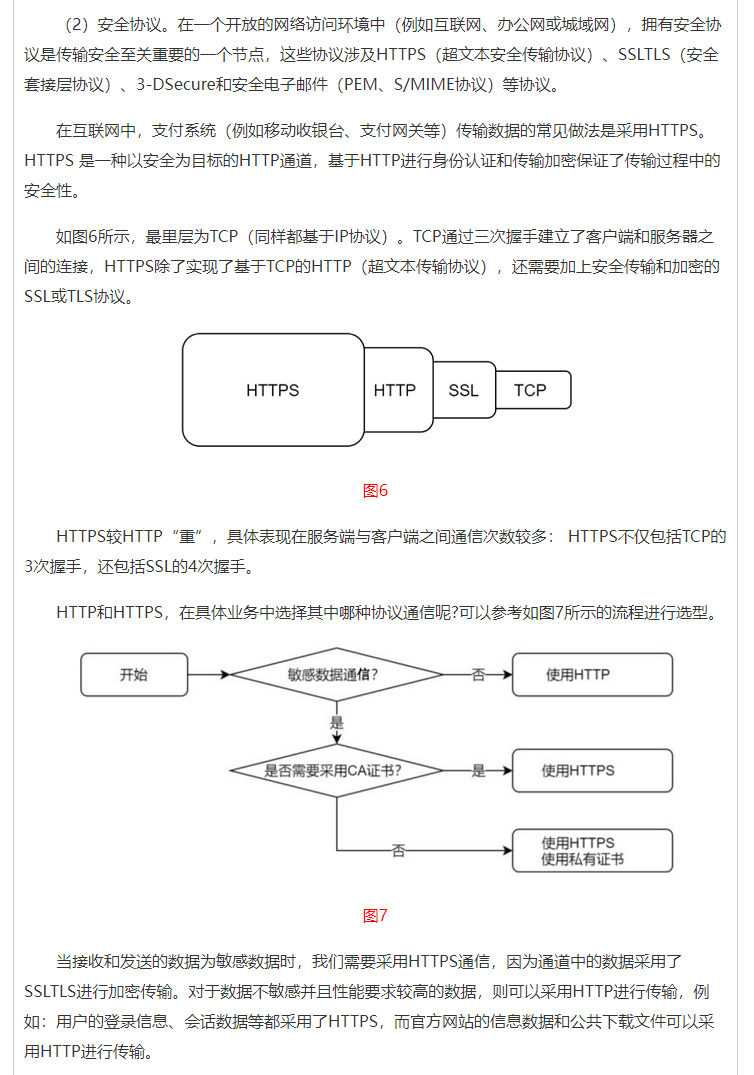 （2）安全协议。在一个开放的网络访问环境中（例如互联网、办公网或城域网），拥有安全协
议是传输安全至关重要的一个节点，这些协议涉及HTTPS（超文本安全传输协议）、SSLTLS（安全
套接层协议）、3-DSecure和安全电子邮件（PEM、S/MIME协议）等协议。
在互联网中，支付系统（例如移动收银台、支付网关等）传输数据的常见做法是采用HTTPS。
HTTPS 是一种以安全为目标的HTTP通道，基于HTTP进行身份认证和传输加密保证了传输过程中的
安全性。
如图6所示，最里层为TCP（同样都基于IP协议）。TCP通过三次握手建立了客户端和服务器之
间的连接，HTTPS除了实现了基于TCP的HTTP（超文本传输协议），还需要加上安全传输和加密的
SSL或TLS协议。
HTTPS HTTP SSL TCP
图6
HTTPS较HTTP“重”，具体表现在服务端与客户端之间通信次数较多： HTTPS不仅包括TCP的
3次握手，还包括SSL的4次握手。
HTTP和HTTPS，在具体业务中选择其中哪种协议通信呢?可以参考如图7所示的流程进行选型。
开始 敏感数据通信？ 否 使用HTTP
是
是否需要采用CA证书？ 是 使用HTTPS
否 使用HTTPS
使用私有证书
图7
当接收和发送的数据为敏感数据时，我们需要采用HTTPS通信，因为通道中的数据采用了
SSLTLS进行加密传输。对于数据不敏感并且性能要求较高的数据，则可以采用HTTP进行传输，例
如：用户的登录信息、会话数据等都采用了HTTPS，而官方网站的信息数据和公共下载文件可以采
用HTTP进行传输。